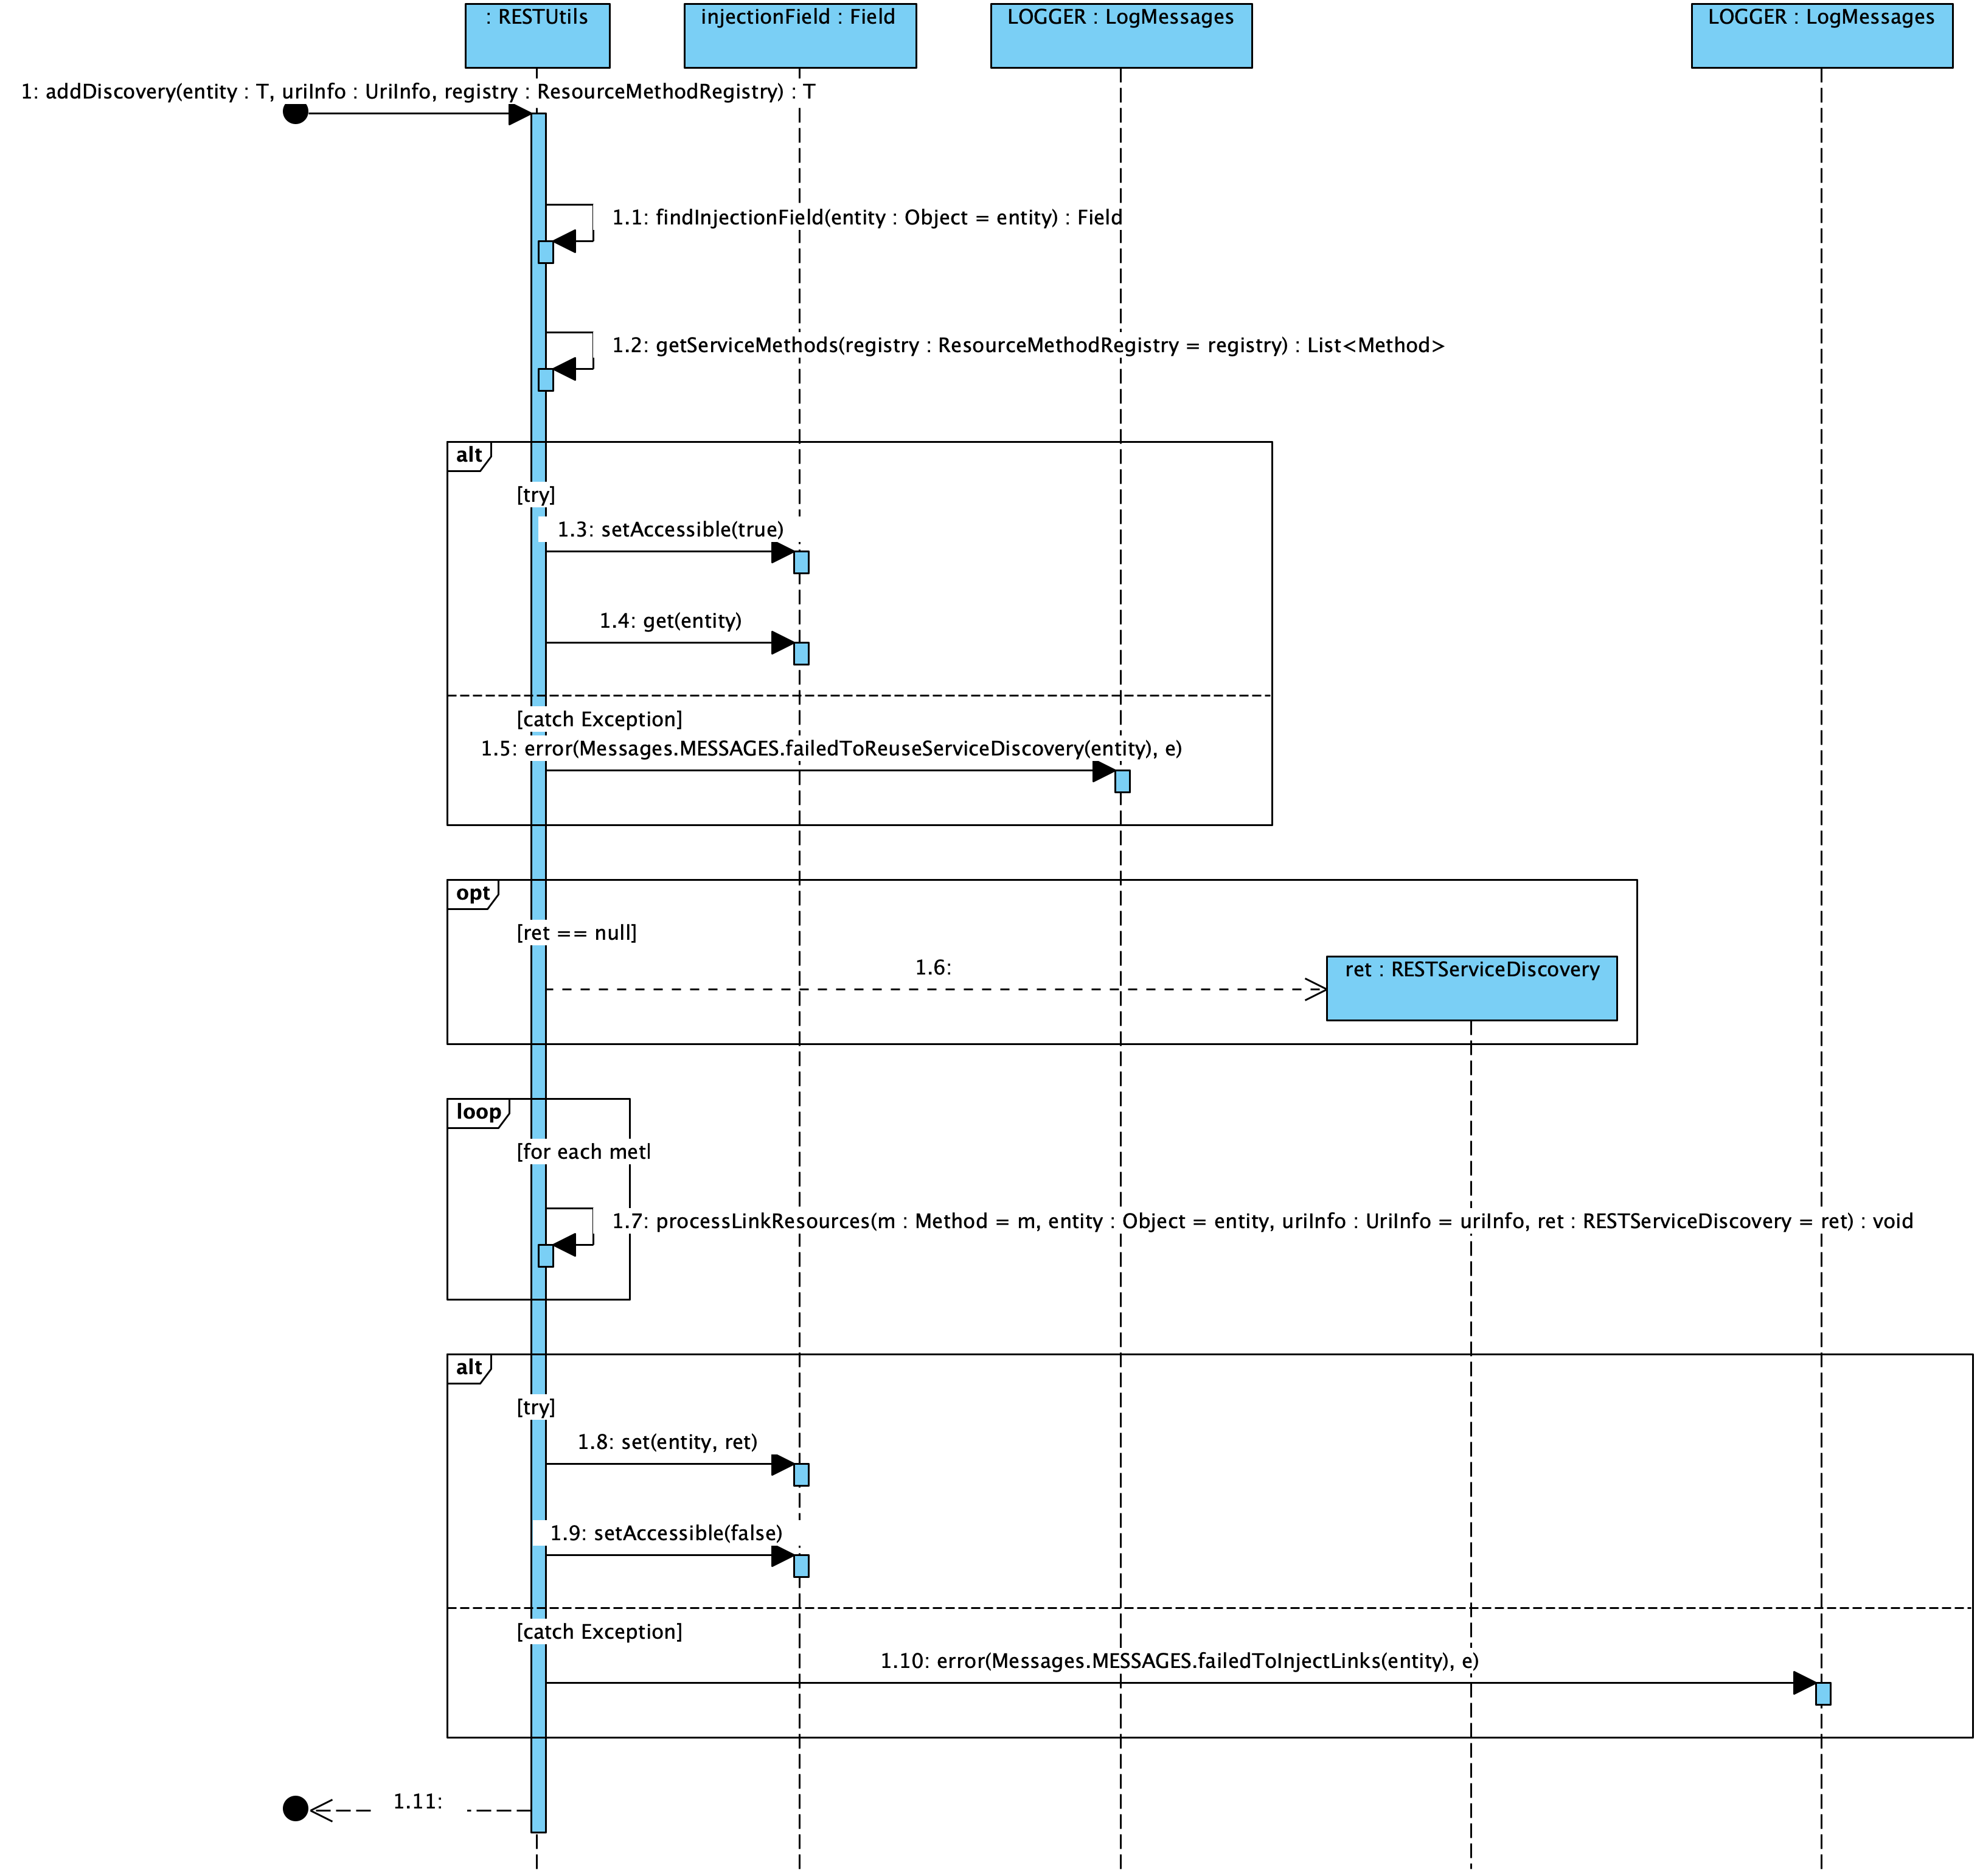 : RESTUtils
injectionField : Field
LOGGER : LogMessages
LOGGER : LogMessages
1: addDiscovery(entity : T, uriInfo : UriInfo, registry : ResourceMethodRegistry) : T
1.1: findInjectionField(entity : Object = entity) : Field
1.2: getServiceMethods(registry : ResourceMethodRegistry = registry) : List<Method>
alt
[try]
1.3: setAccessible(true)
1.4: get(entity)
[catch Exception]
1.5: error(Messages.MESSAGES.failedToReuseServiceDiscovery(entity), e)
opt
[ret == null]
1.6:
ret : RESTServiceDiscovery
loop
[for each
1.7: processLinkResources(m : Method = m, entity : Object = entity, uriInfo : UriInfo = uriInfo, ret : RESTServiceDiscovery = ret) : void
alt
[try]
1.8: set(entity, ret)
1.9: setAccessible(false)
[catch Exception]
1.10: error(Messages.MESSAGES.failedToInjectLinks(entity), e)
1.11: